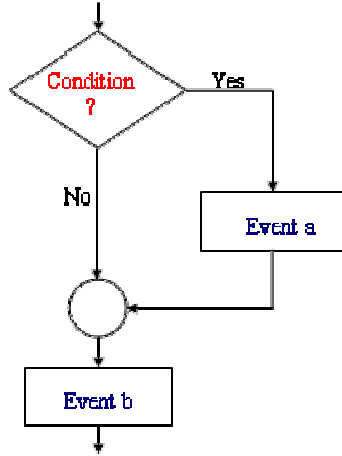 Condition
?
Yes
No
Event a
Event b